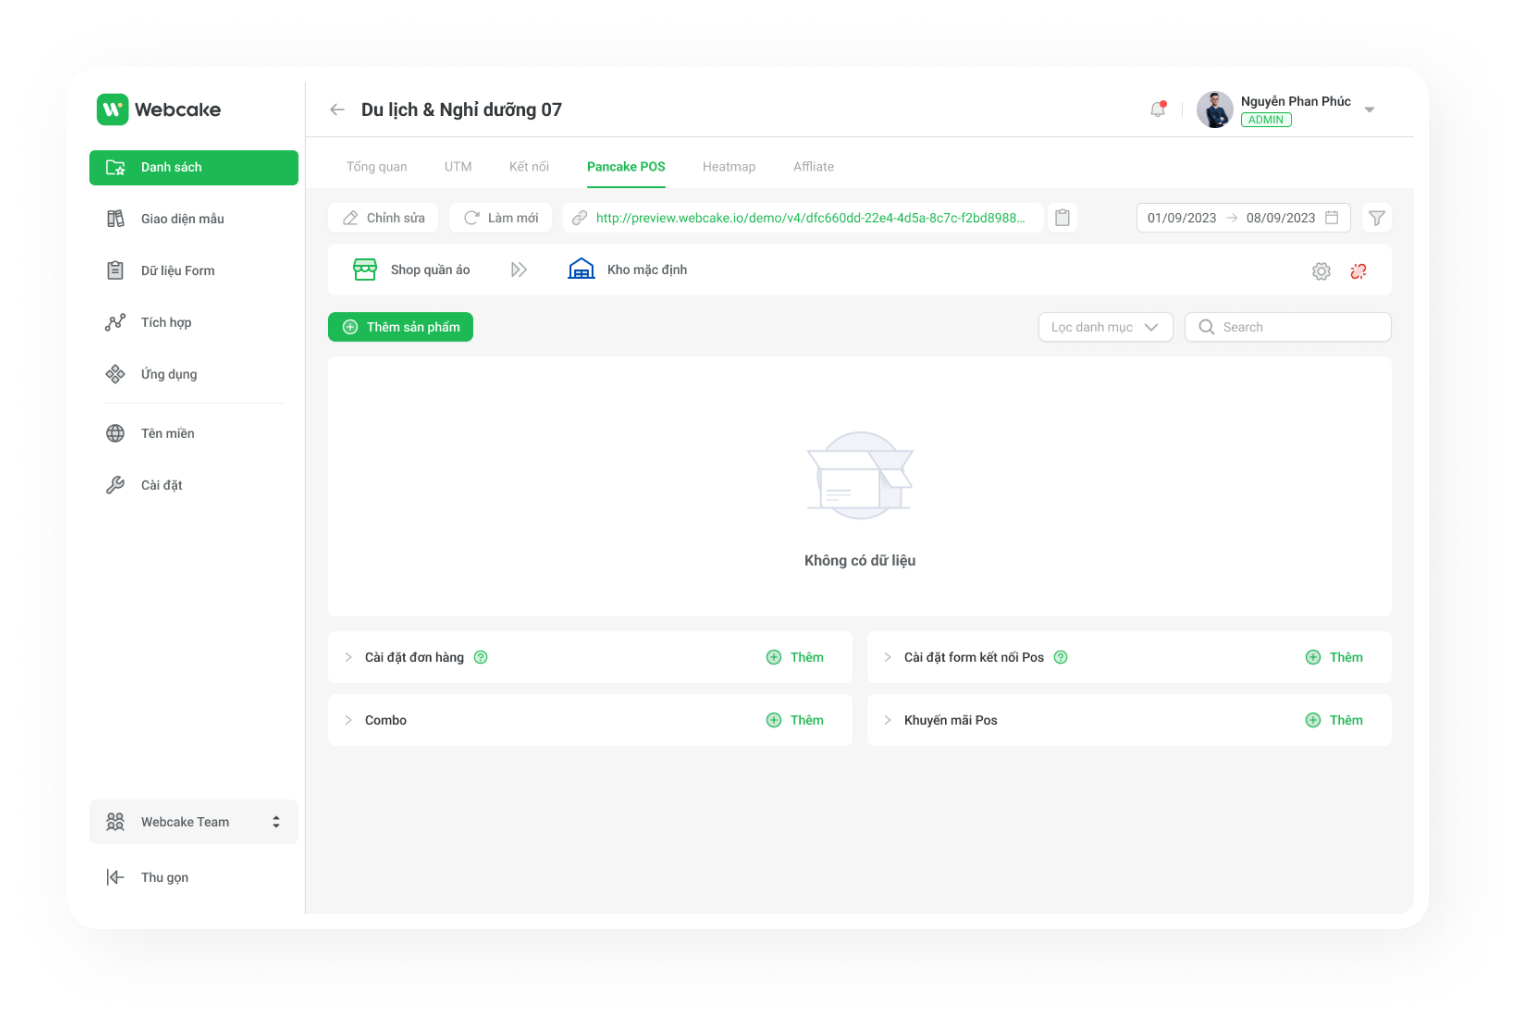 Webcake
Danh sách
Giao diện mẫu
Dữ liệu Form
Tích hợp
Ứng dụng
Tên miền
Cài đặt
Webcake Team
Thu gọn
Du lịch & Nghỉ dưỡng 07
Nguyễn Phan Phúc
ADMIN
Tổng quan UTM Kết nối Pancake POS Heatmap Affliate
Chỉnh sửa Làm mới http://preview.webcake.io/demo/v4/dfc660dd-22e4-4d5a-8c7c-f2bd8988... 01/09/2023 → 08/09/2023
Shop quần áo Kho mặc định
Thêm sản phẩm Lọc danh mục Search
Không có dữ liệu
Cài đặt đơn hàng Thêm Cài đặt form kết nối Pos Thêm
Combo Thêm Khuyến mãi Pos Thêm